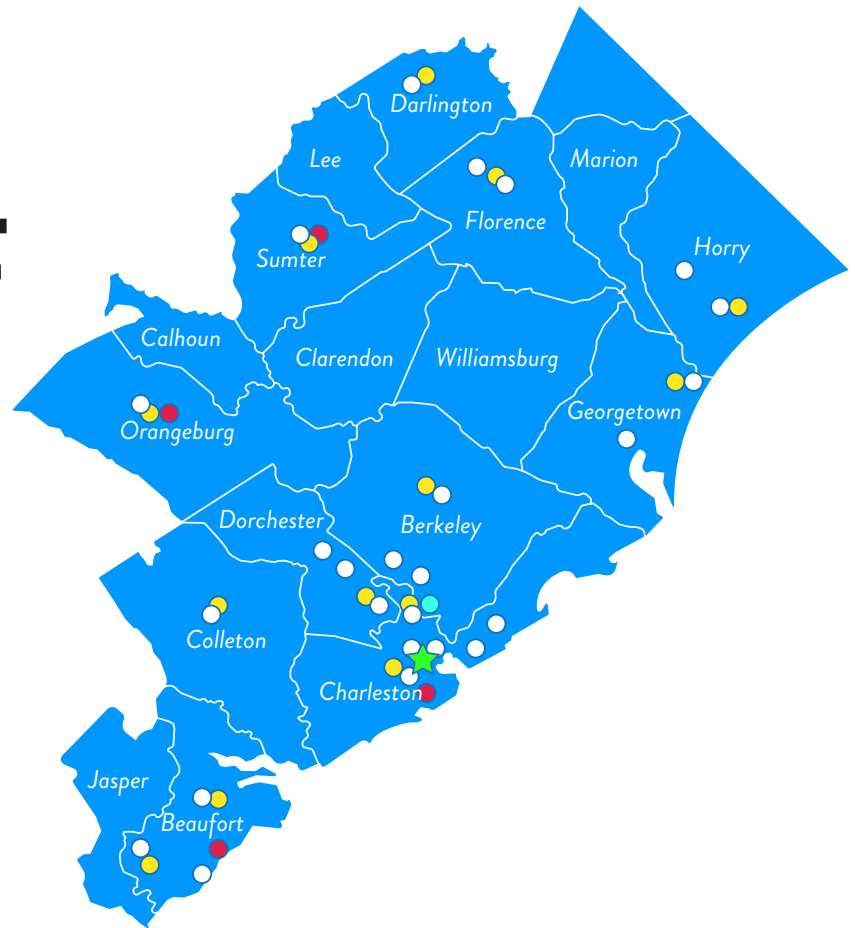 Darlington
Lee
Marion
Florence
Horry
Sumter
Calhoun
Clarendon
Williamsburg
Georgetown
Orangeburg
Dorchester
Berkeley
Colleton
Charleston
Jasper
Beaufort